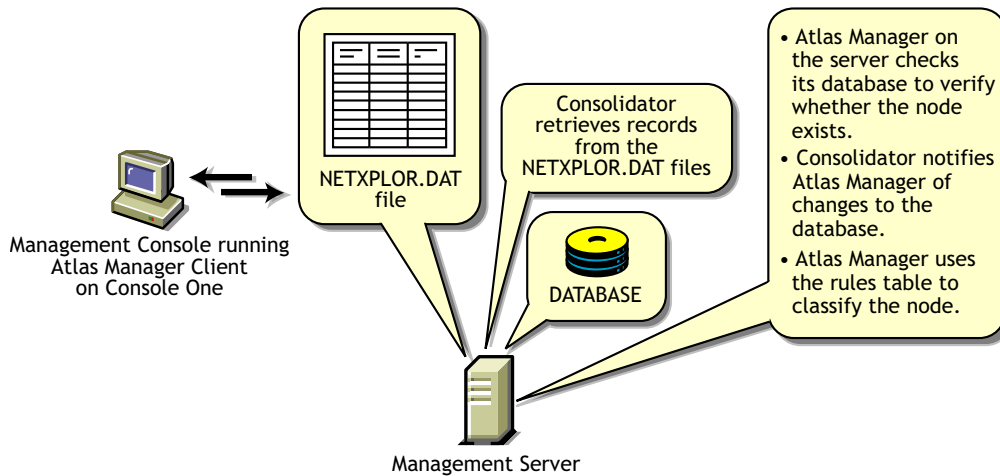 Management Console running
Atlas Manager Client
on Console One
NETXPLOR.DAT
file
Consolidator
retrieves records
from the
NETXPLOR.DAT files
DATABASE
• Atlas Manager on
the server checks
its database to verify
whether the node
exists.
• Consolidator notifies
Atlas Manager of
changes to the
database.
• Atlas Manager uses
the rules table to
classify the node.
Management Server